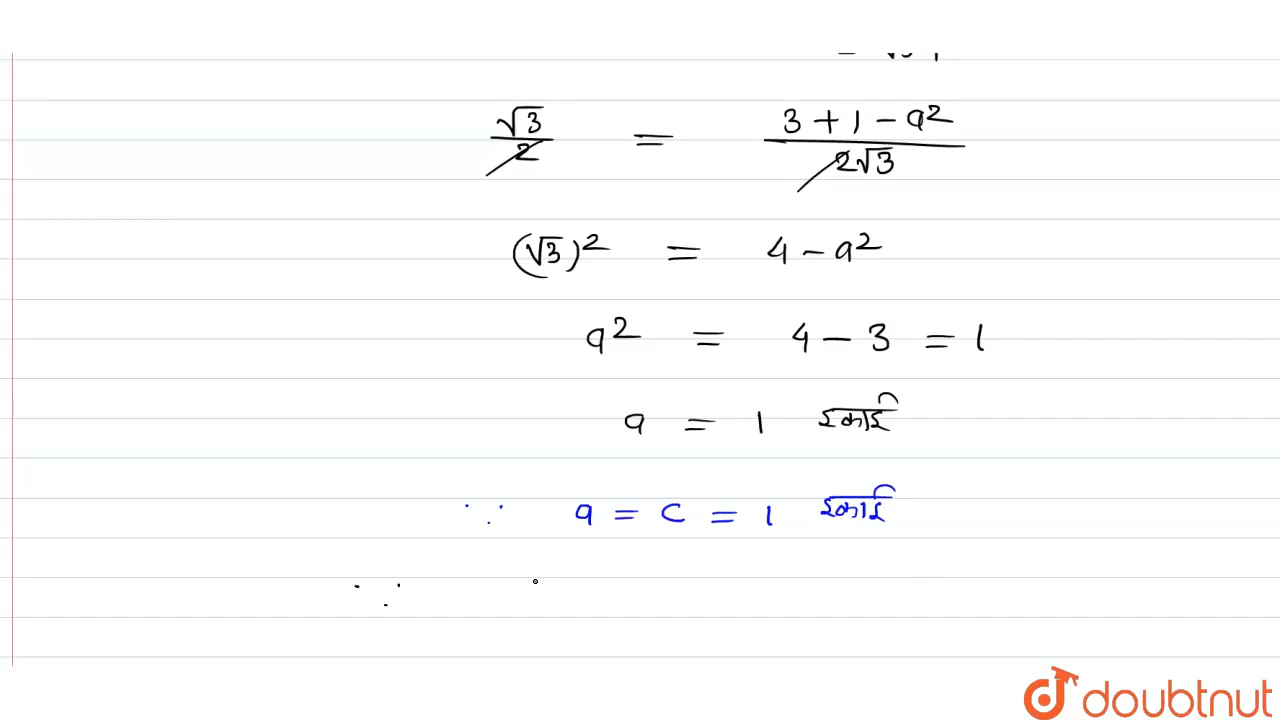 √3/2 = 3 + 1 - a²/2√3
(√3)² = 4 - a²
a² = 4 - 3 = 1
a = 1 इकाई
∵ a = c = 1 इकाई
∵
doubtnut